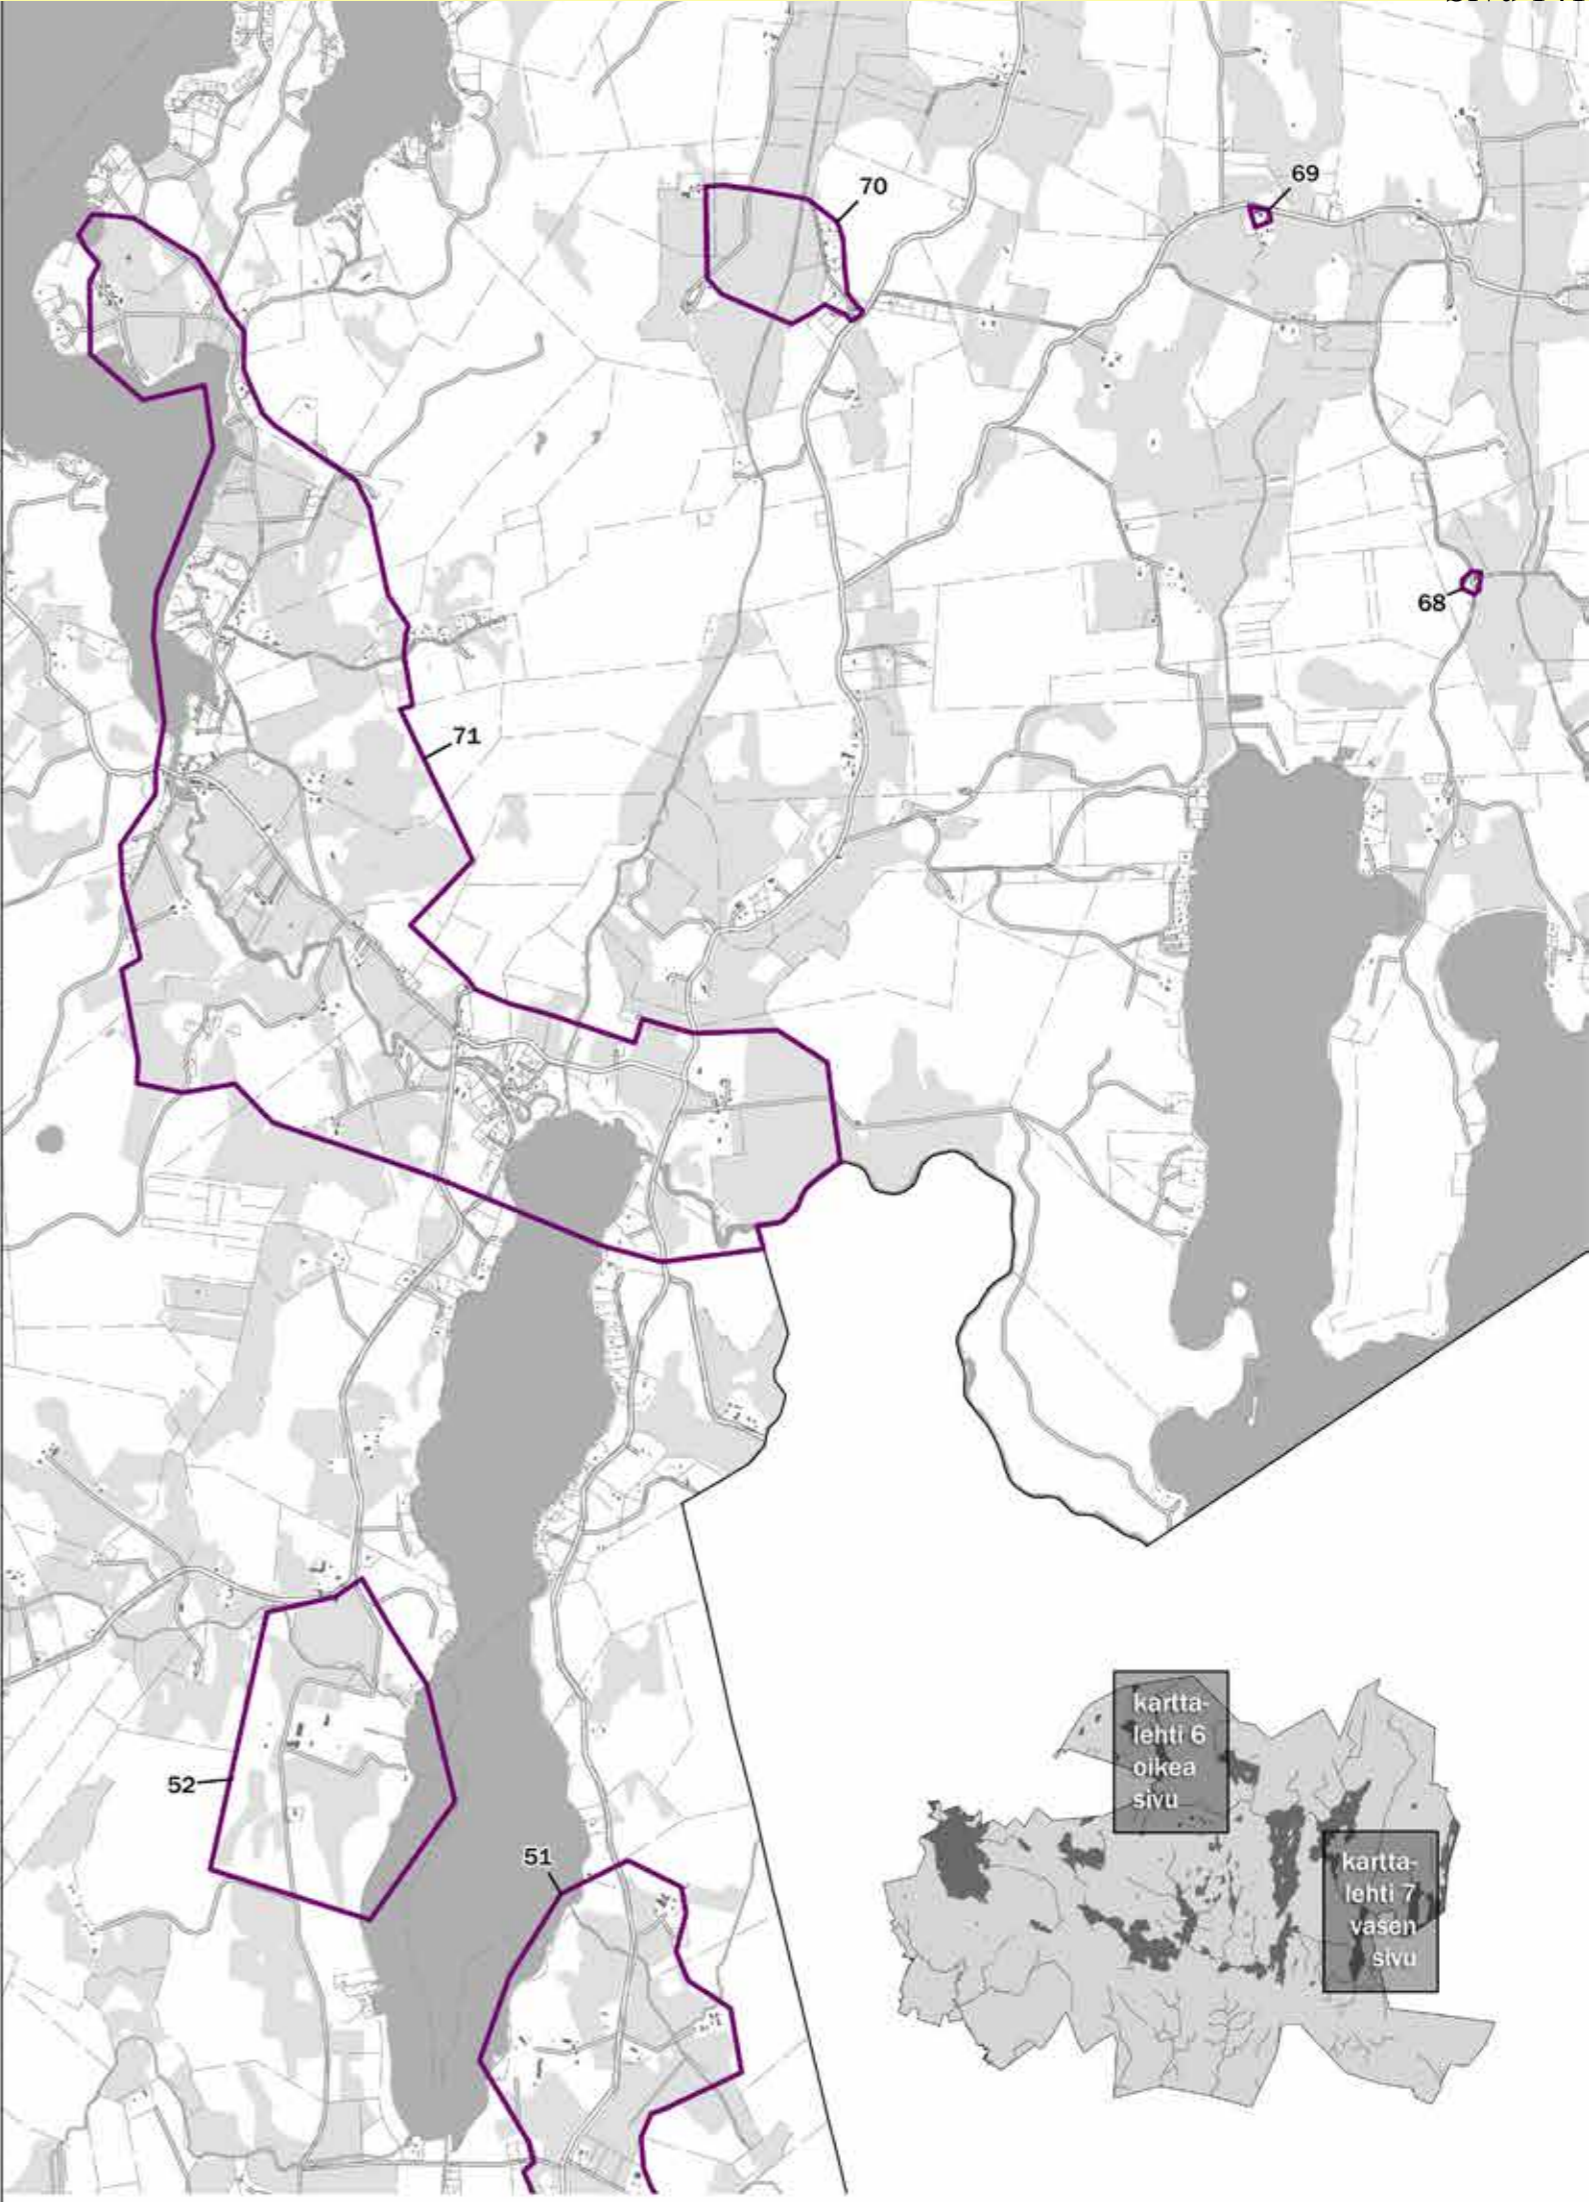 69
70
68
71
kartta-
lehti 6
oikea
sivu
52
51
kartta-
lehti 7
vasen
sivu